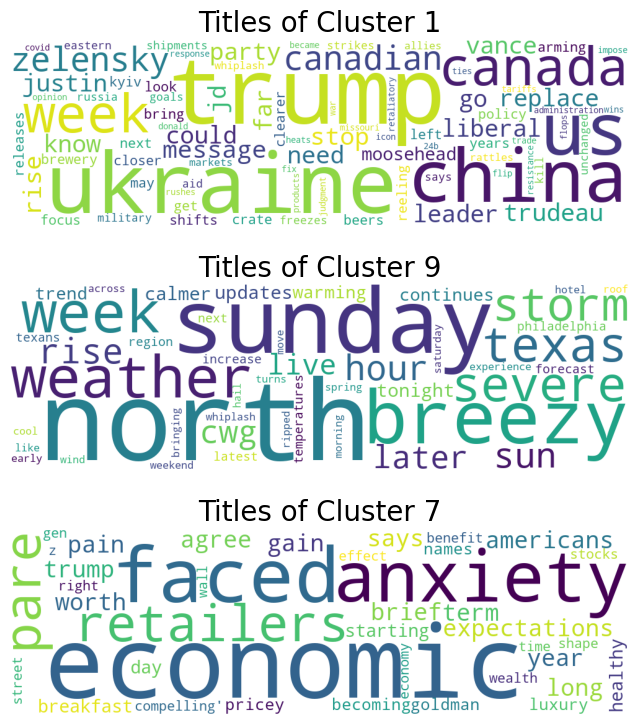 Titles of Cluster 1
covid eastern shipments party strikes allies became vance arming impose
zelensky response whiplash canadian retaliatory ties tariffs
justin kyiv look jd far clearer trump canada
opinion russia goals bring go replace
releases week donald could stop war missouri icon left policy administration wins
know next message need 24b liberal years unchanged flops us
rise brewery closer markets heats moosehead rattles resistance trade
ukraine may aid fix products judgment says flip kill
rushes get reeling china
focus military shifts crate freezes beers leader trudeau
Titles of Cluster 9
trend across calmer updates warming continues hotel roof
week sunday next storm
texans region move saturday philadelphia
rise increase live hour texas experience forecast
weather turns hail spring tonight severe
north whiplash temperatures ripped morning breezy
cool bringing cwg
like wind latest later sun
early weekend
Titles of Cluster 7
gen agree gain says benefit americans
z pain names stocks
pare trump faced wall effect anxiety
right
worth retailers brief term
starting expectations
day economic economy time shape
street year healthy
wealth long
breakfast compelling' pricey becoming goldman luxury